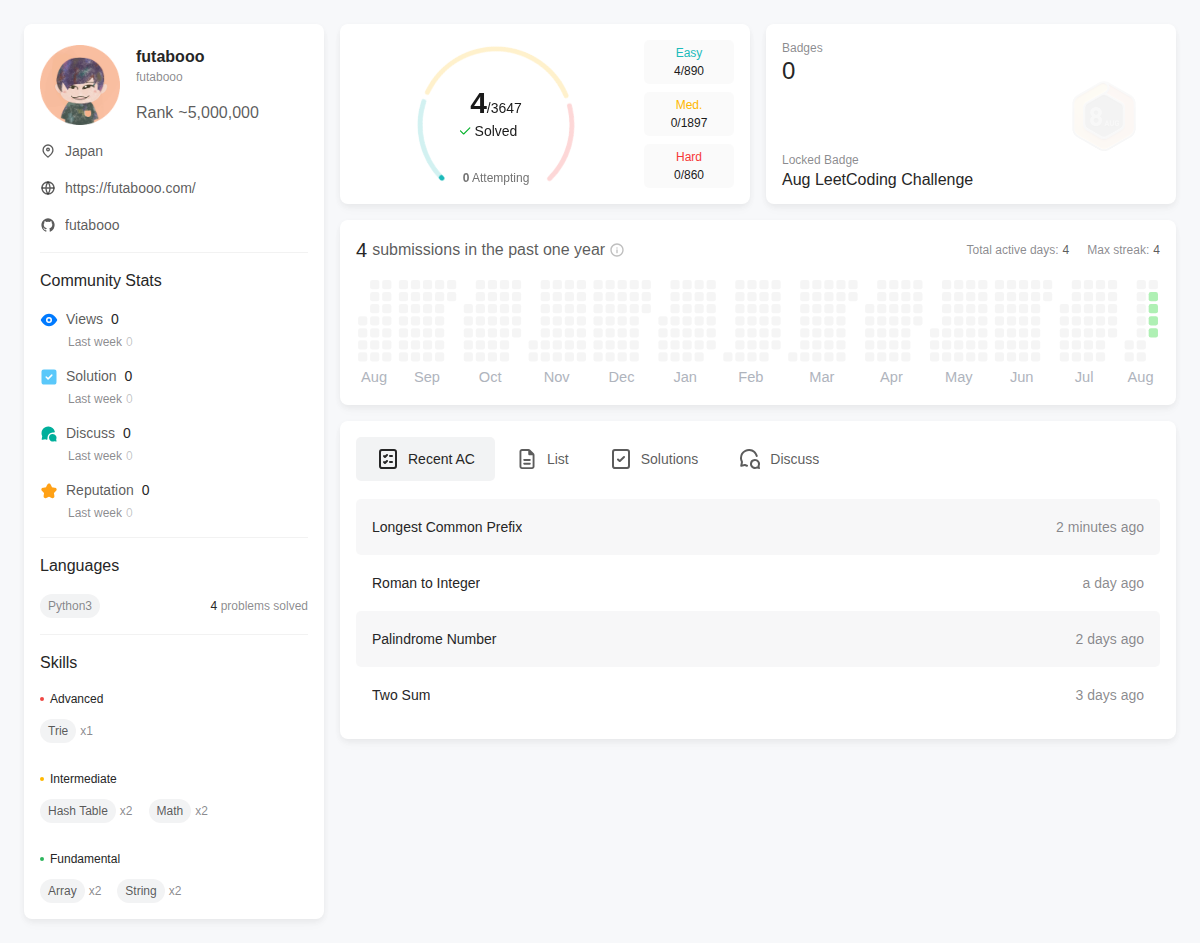 futabooo
futabooo
Rank ~5,000,000
Japan
https://futabooo.com/
futabooo
Community Stats
Views 0
Last week 0
Solution 0
Last week 0
Discuss 0
Last week 0
Reputation 0
Last week 0
Languages
Python3 4 problems solved
Skills
Advanced
Trie x1
Intermediate
Hash Table x2 Math x2
Fundamental
Array x2 String x2
4/3647
Solved
0 Attempting
Easy
4/890
Med.
0/1897
Hard
0/860
Badges
0
Locked Badge
Aug LeetCoding Challenge
4 submissions in the past one year
Total active days: 4 Max streak: 4
Aug Sep Oct Nov Dec Jan Feb Mar Apr May Jun Jul Aug
Recent AC List Solutions Discuss
Longest Common Prefix 2 minutes ago
Roman to Integer a day ago
Palindrome Number 2 days ago
Two Sum 3 days ago